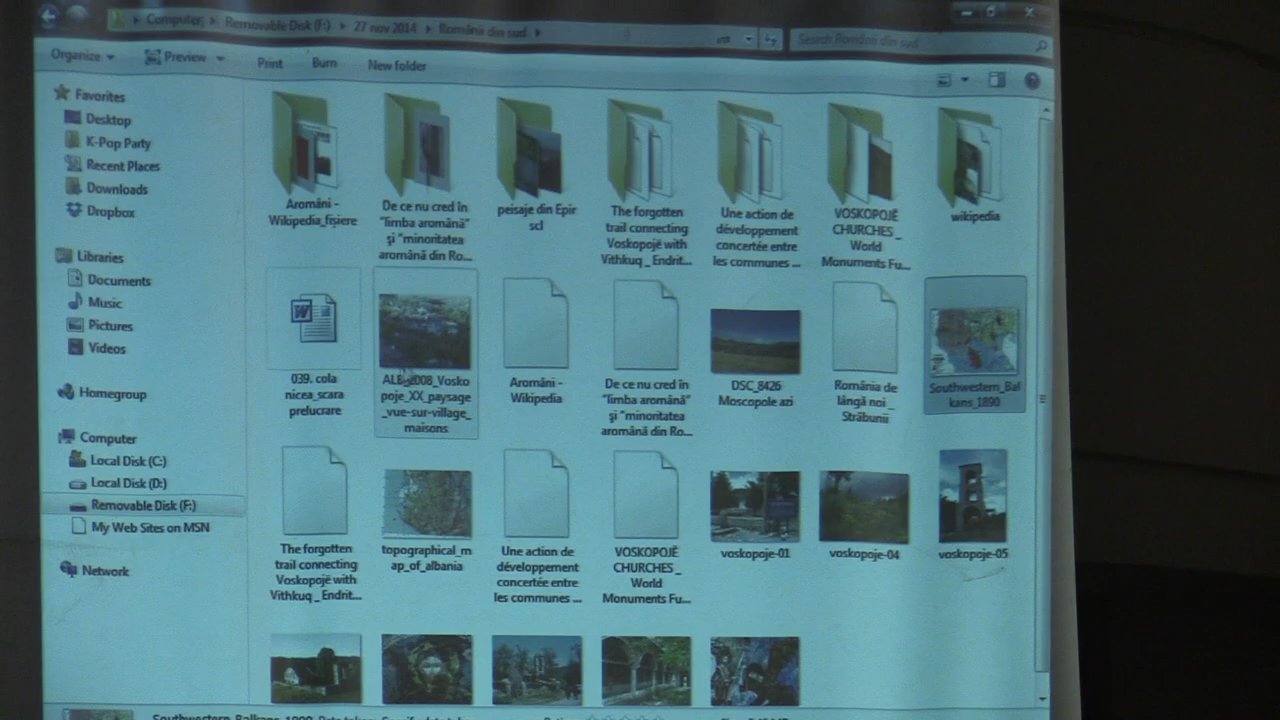 Computer ▸ Removable Disk (F:) ▸ 27 nov 2014 ▸ Românii din sud ▸
Search Românii din sud
Organize
Preview
Print
Burn
New folder
Favorites
Desktop
K-Pop Party
Recent Places
Downloads
Dropbox
Libraries
Documents
Music
Pictures
Videos
Homegroup
Computer
Local Disk (C:)
Local Disk (D:)
Removable Disk (F:)
My Web Sites on MSN
Network
Aromâni -
Wikipedia_fișiere
De ce nu cred în
"limba aromână"
şi "minoritatea
aromână din Ro...
peisaje din Epir
scl
The forgotten
trail connecting
Voskopojë with
Vithkuq _ Endrit...
Une action de
développement
concertée entre
les communes ...
VOSKOPOJË
CHURCHES _
World
Monuments Fu...
wikipedia
039. cola
nicea_scara
prelucrare
ALB_2008_Vosko
poje_XX_paysage
_vue-sur-village_
maisons
Aromâni -
Wikipedia
De ce nu cred în
"limba aromână"
şi "minoritatea
aromână din Ro...
DSC_8426
Moscopole azi
România de
lângă noi _
Străbunii
Southwestern_Bal
kans_1890
The forgotten
trail connecting
Voskopojë with
Vithkuq _ Endrit...
topographical_m
ap_of_albania
Une action de
développement
concertée entre
les communes ...
VOSKOPOJË
CHURCHES _
World
Monuments Fu...
voskopoje-01
voskopoje-04
voskopoje-05